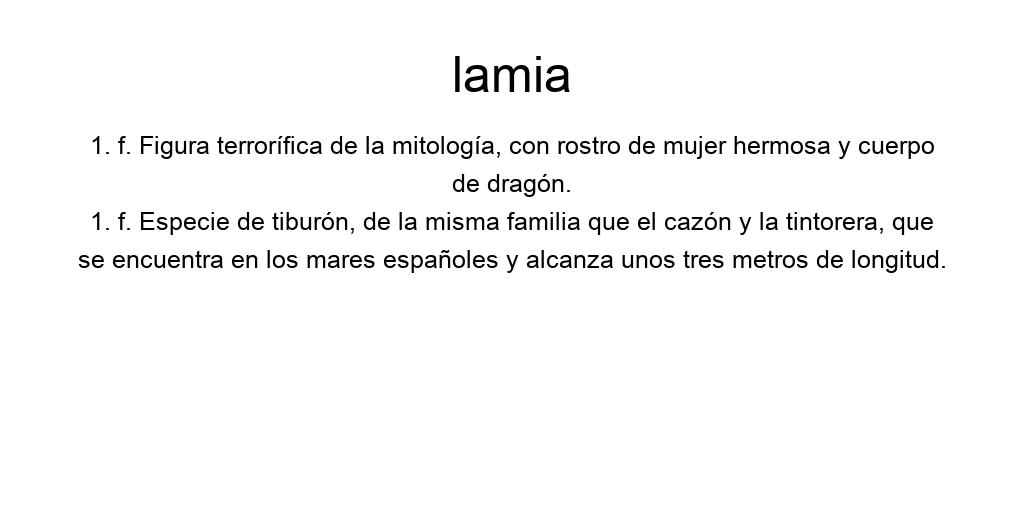 lamia
1. f. Figura terrorífica de la mitología, con rostro de mujer hermosa y cuerpo
de dragón.
1. f. Especie de tiburón, de la misma familia que el cazón y la tintorera, que
se encuentra en los mares españoles y alcanza unos tres metros de longitud.